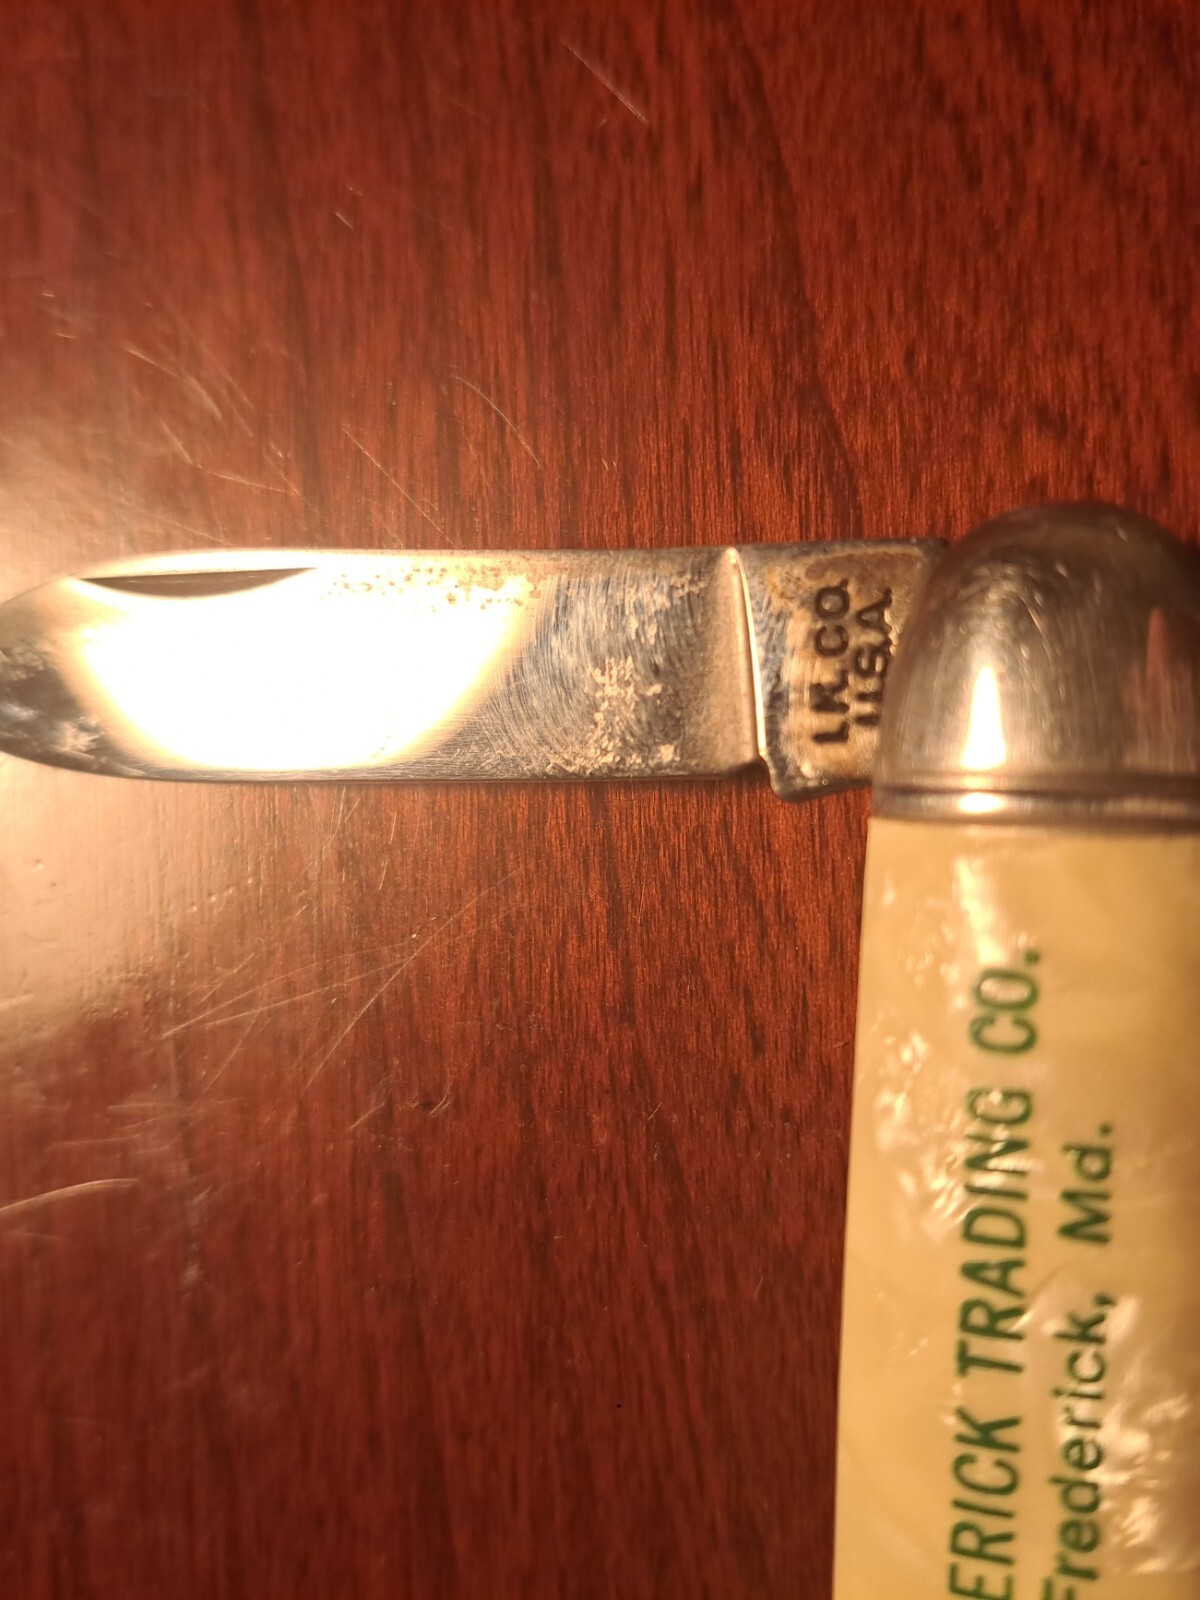 I.K.CO.
U.S.A.
ERICK TRADING CO.
Frederick, Md.